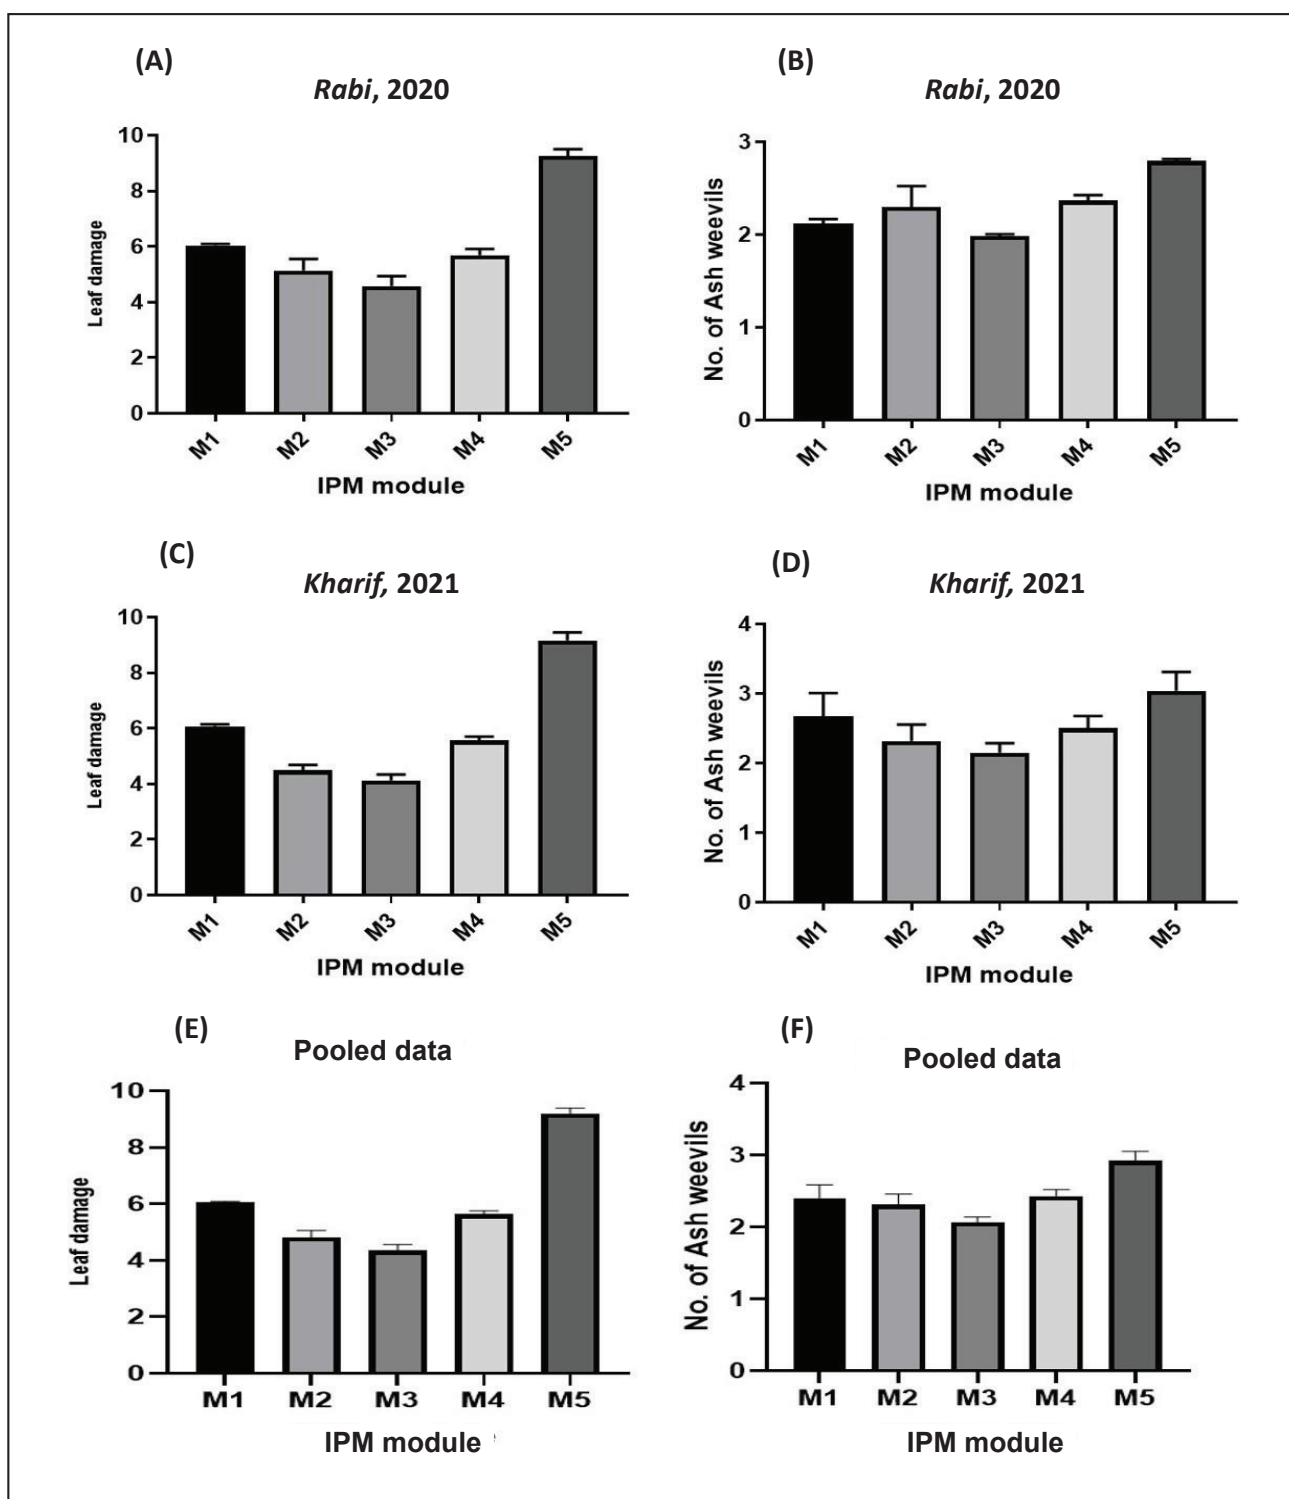 (A)
Rabi, 2020
Leaf damage
10
8
6
4
2
0
M1 M2 M3 M4 M5
IPM module
(B)
Rabi, 2020
No. of Ash weevils
3
2
1
0
M1 M2 M3 M4 M5
IPM module
(C)
Kharif, 2021
Leaf damage
10
8
6
4
2
0
M1 M2 M3 M4 M5
IPM module
(D)
Kharif, 2021
No. of Ash weevils
4
3
2
1
0
M1 M2 M3 M4 M5
IPM module
(E)
Pooled data
Leaf damage
10
8
6
4
2
0
M1 M2 M3 M4 M5
IPM module
(F)
Pooled data
No. of Ash weevils
4
3
2
1
0
M1 M2 M3 M4 M5
IPM module